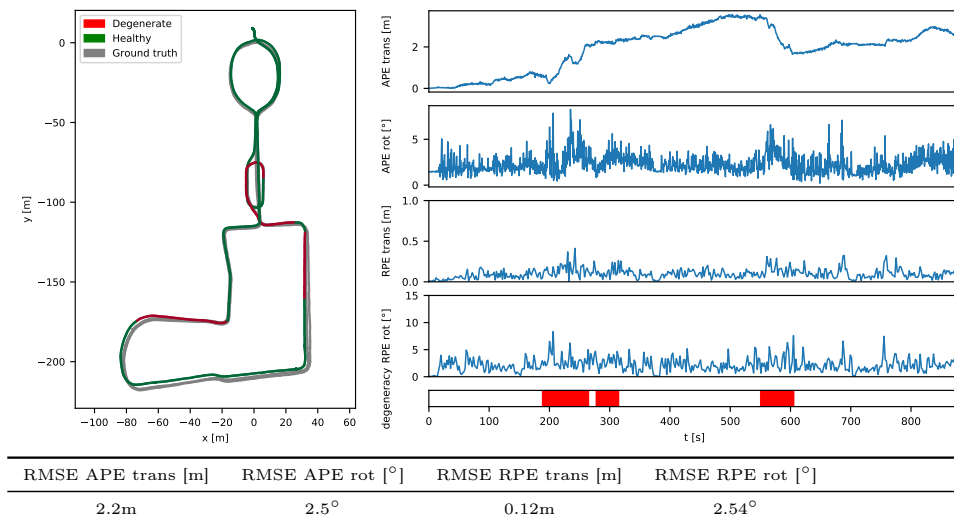 Degenerate
Healthy
Ground truth
0
−50
−100
−150
−200
y [m]
−100 −80 −60 −40 −20 0 20 40 60
x [m]
APE trans [m]
2
0
APE rot [°]
5
0
RPE trans [m]
1.0
0.5
0.0
RPE rot [°]
15
10
5
0
degeneracy
0 100 200 300 400 500 600 700 800
t [s]
RMSE APE trans [m] RMSE APE rot [°] RMSE RPE trans [m] RMSE RPE rot [°]
2.2m 2.5° 0.12m 2.54°